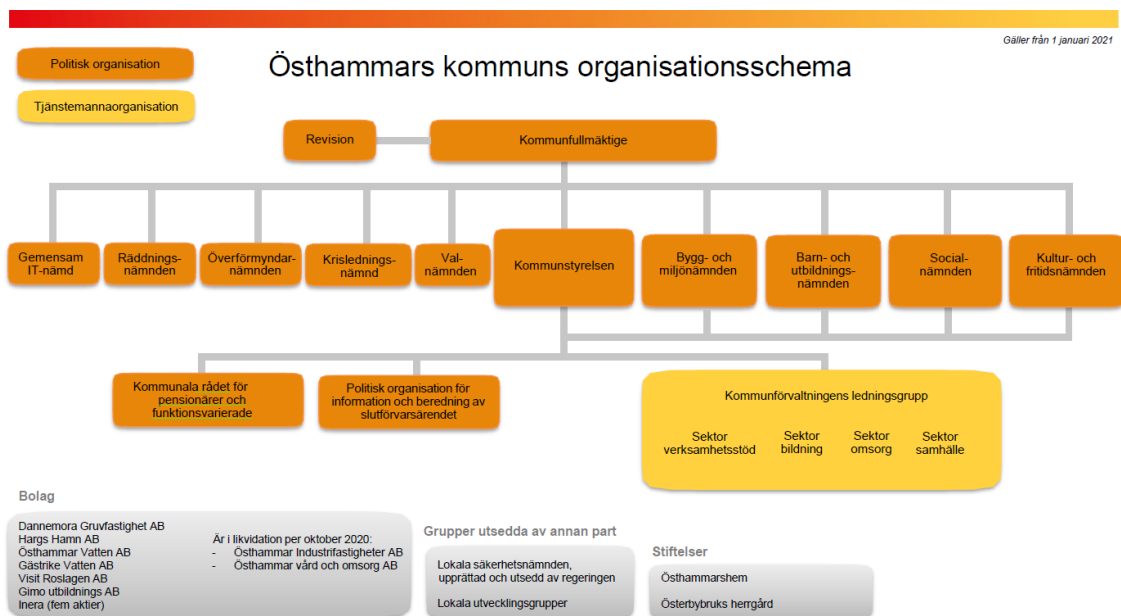 Gäller från 1 januari 2021
Politisk organisation
Östhammars kommuns organisationsschema
Tjänstemannaorganisation
Revision
Kommunfullmäktige
Gemensam
IT-nämd
Räddnings-
nämnden
Överförmyndar-
nämnden
Krislednings-
nämnd
Val-
nämnden
Kommunstyrelsen
Bygg- och
miljönämnden
Barn- och
utbildnings-
nämnden
Social-
nämnden
Kultur- och
fritidsnämnden
Kommunala rådet för
pensionärer och
funktionsvarierade
Politisk organisation för
information och beredning av
slutförvarsärendet
Kommunförvaltningens ledningsgrupp
Sektor
verksamhetsstöd
Sektor
bildning
Sektor
omsorg
Sektor
samhälle
Bolag
Dannemora Gruvfastighet AB
Hargs Hamn AB
Östhammar Vatten AB
Gästrike Vatten AB
Visit Roslagen AB
Gimo utbildnings AB
Inera (fem aktier)
Är i likvidation per oktober 2020:
- Östhammar Industrifastigheter AB
- Östhammar vård och omsorg AB
Grupper utsedda av annan part
Lokala säkerhetsnämnden,
upprättad och utsedd av regeringen
Lokala utvecklingsgrupper
Stiftelser
Östhammarshem
Österbybruks herrgård